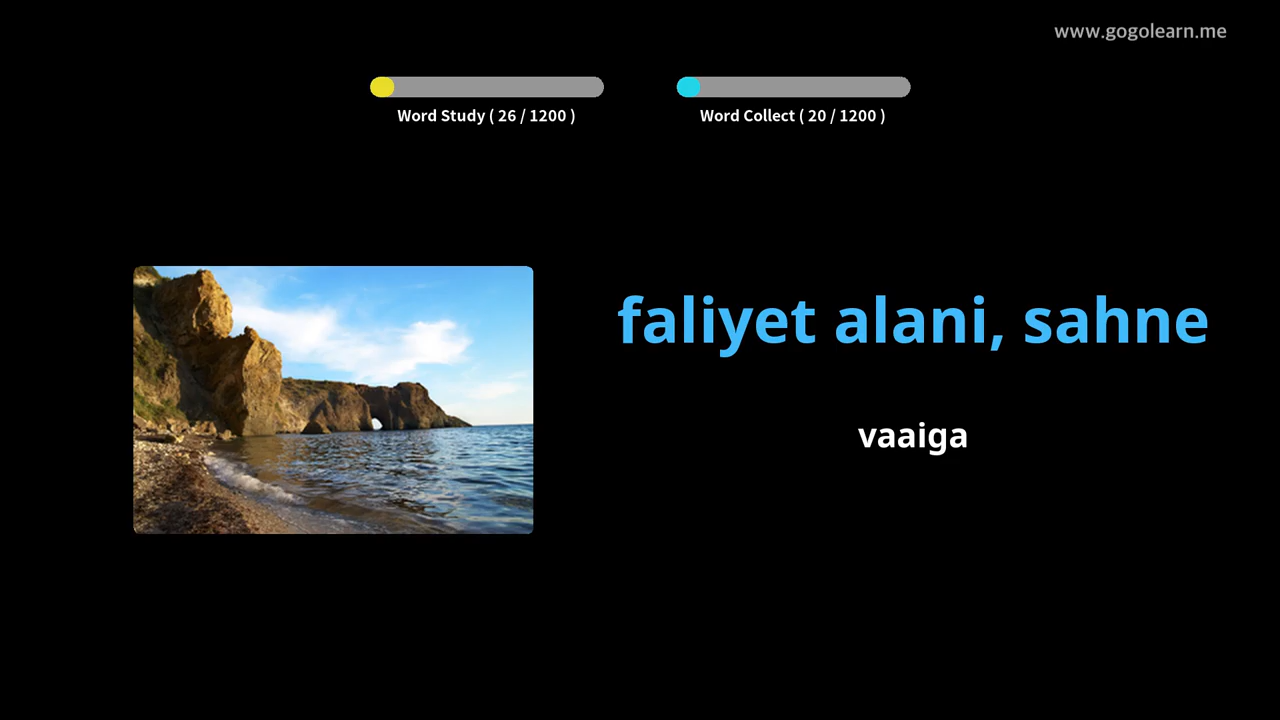 www.gogolearn.me
Word Study ( 26 / 1200 )
Word Collect ( 20 / 1200 )
faliyet alani, sahne
vaaiga